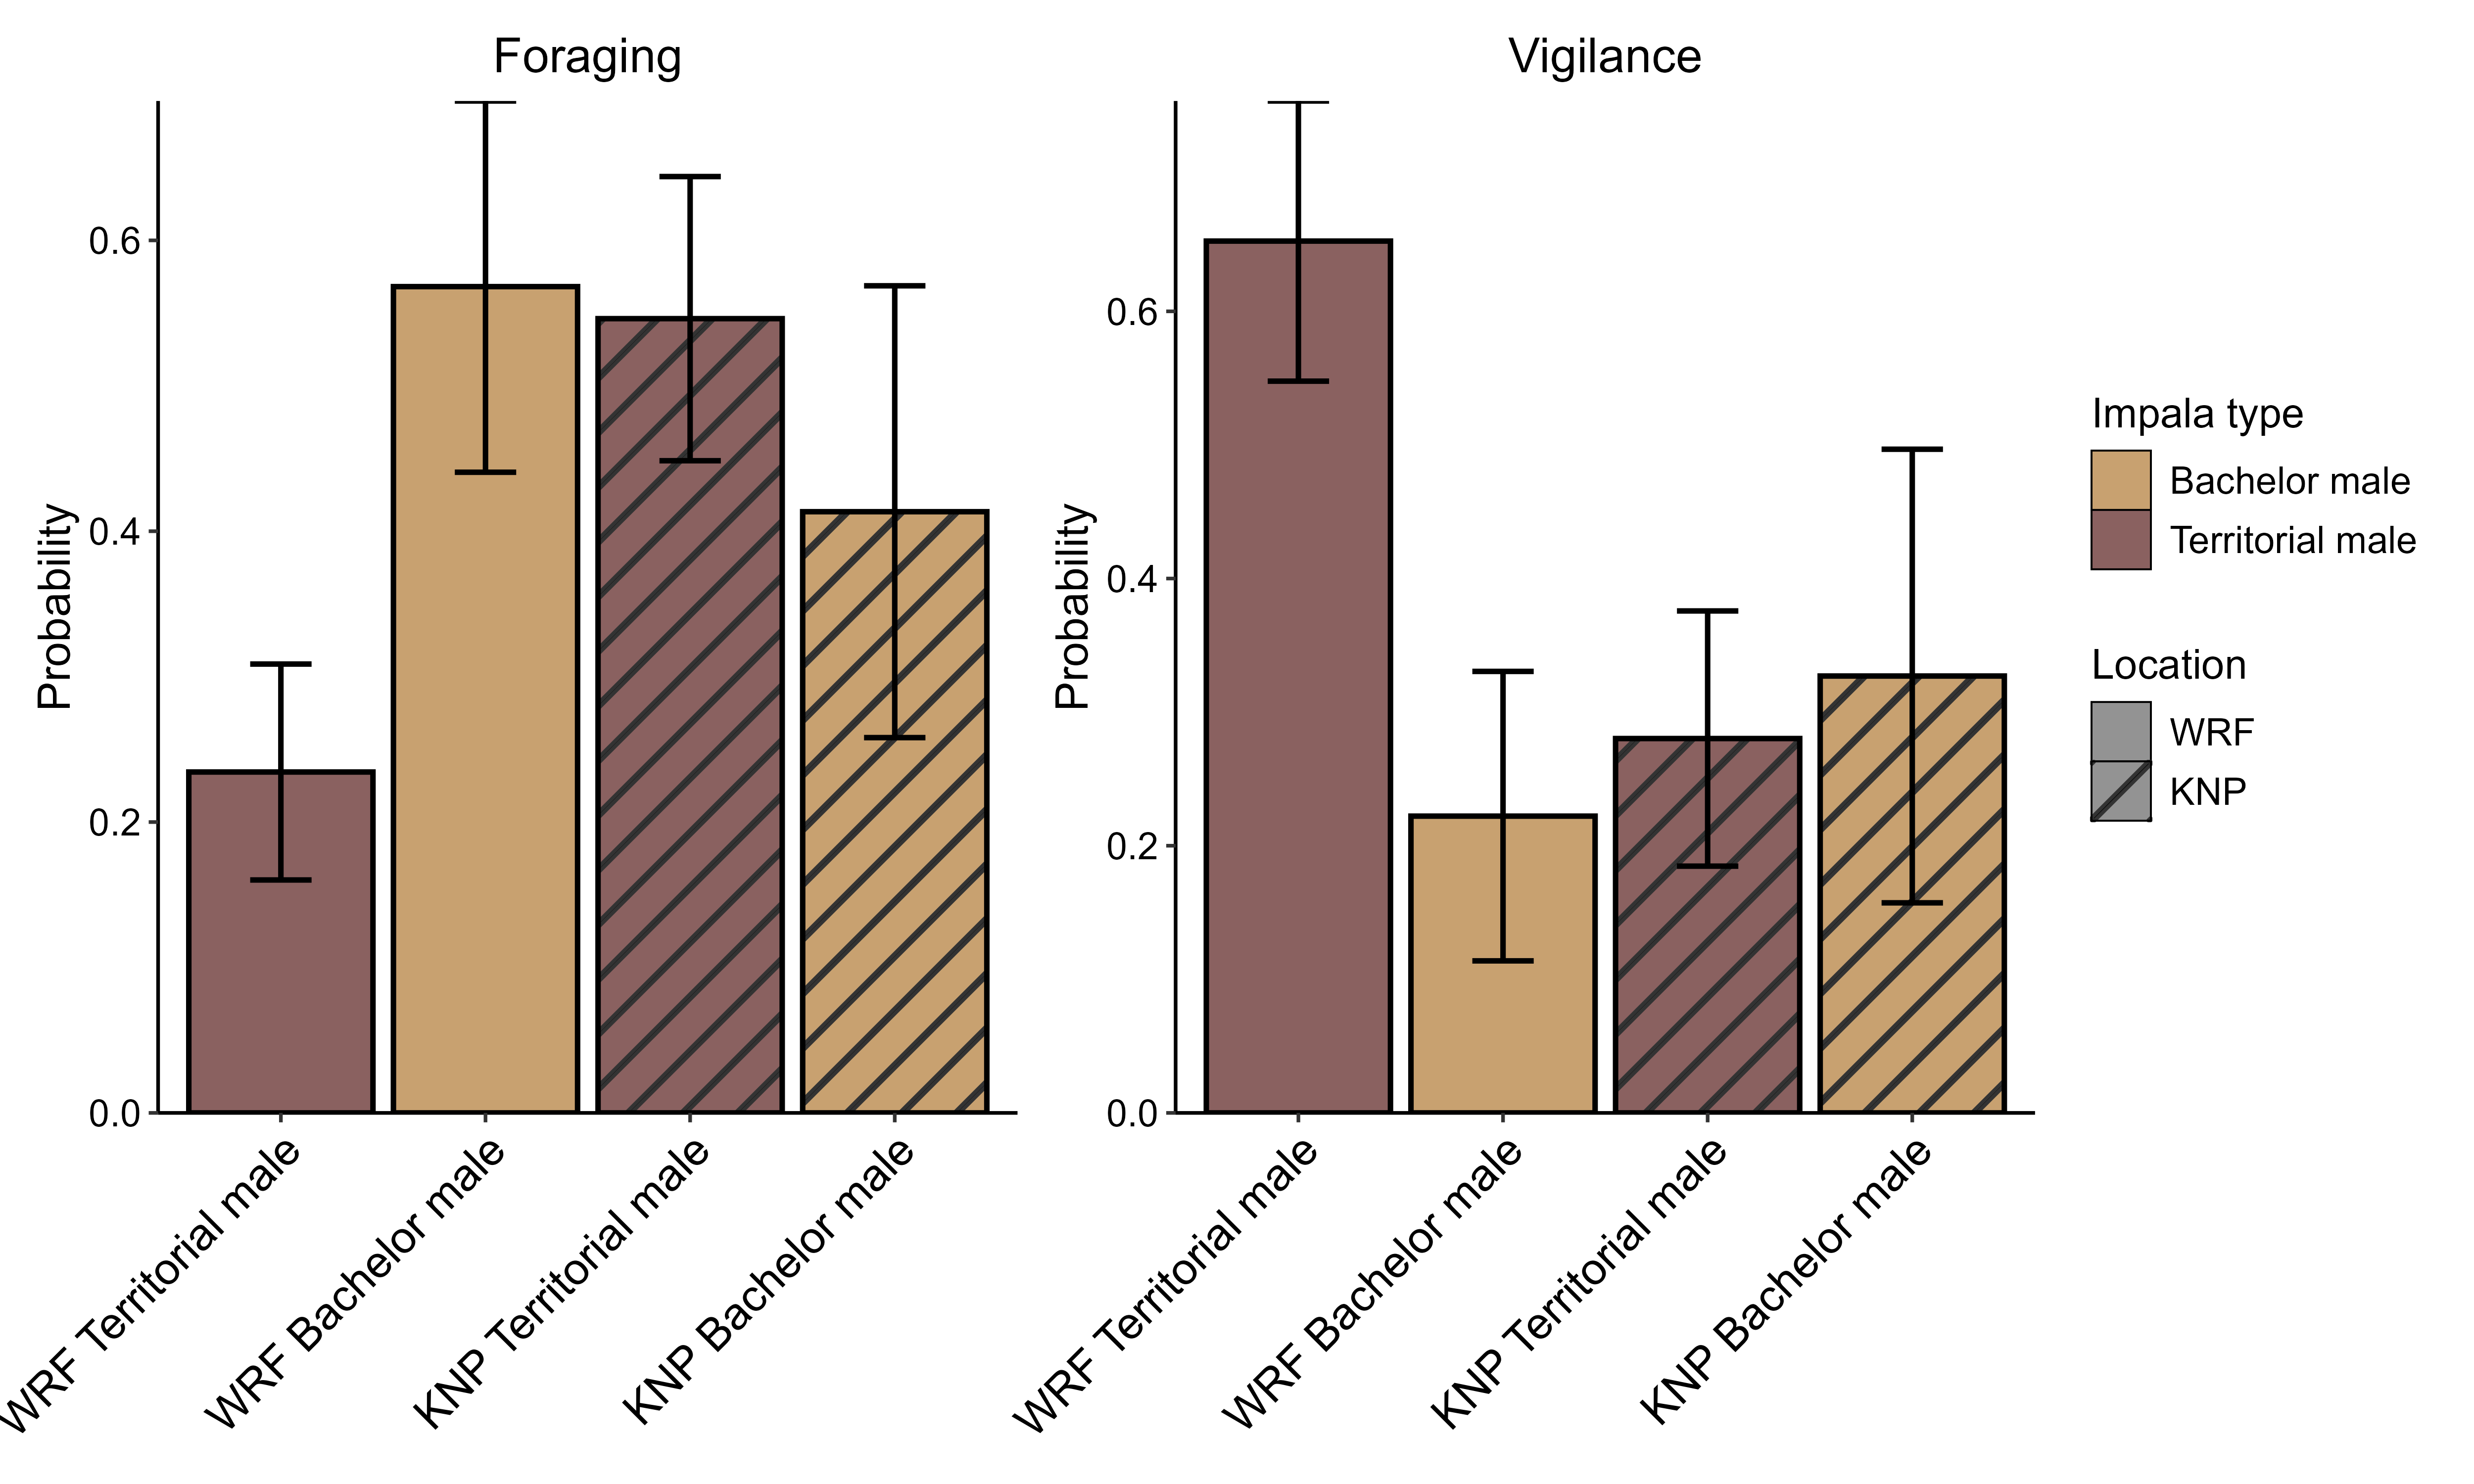 Foraging
Probability
0.6
0.4
0.2
0.0
WRF Territorial male
WRF Bachelor male
KNP Territorial male
KNP Bachelor male
Vigilance
Probability
0.6
0.4
0.2
0.0
WRF Territorial male
WRF Bachelor male
KNP Territorial male
KNP Bachelor male
Impala type
Bachelor male
Territorial male
Location
WRF
KNP